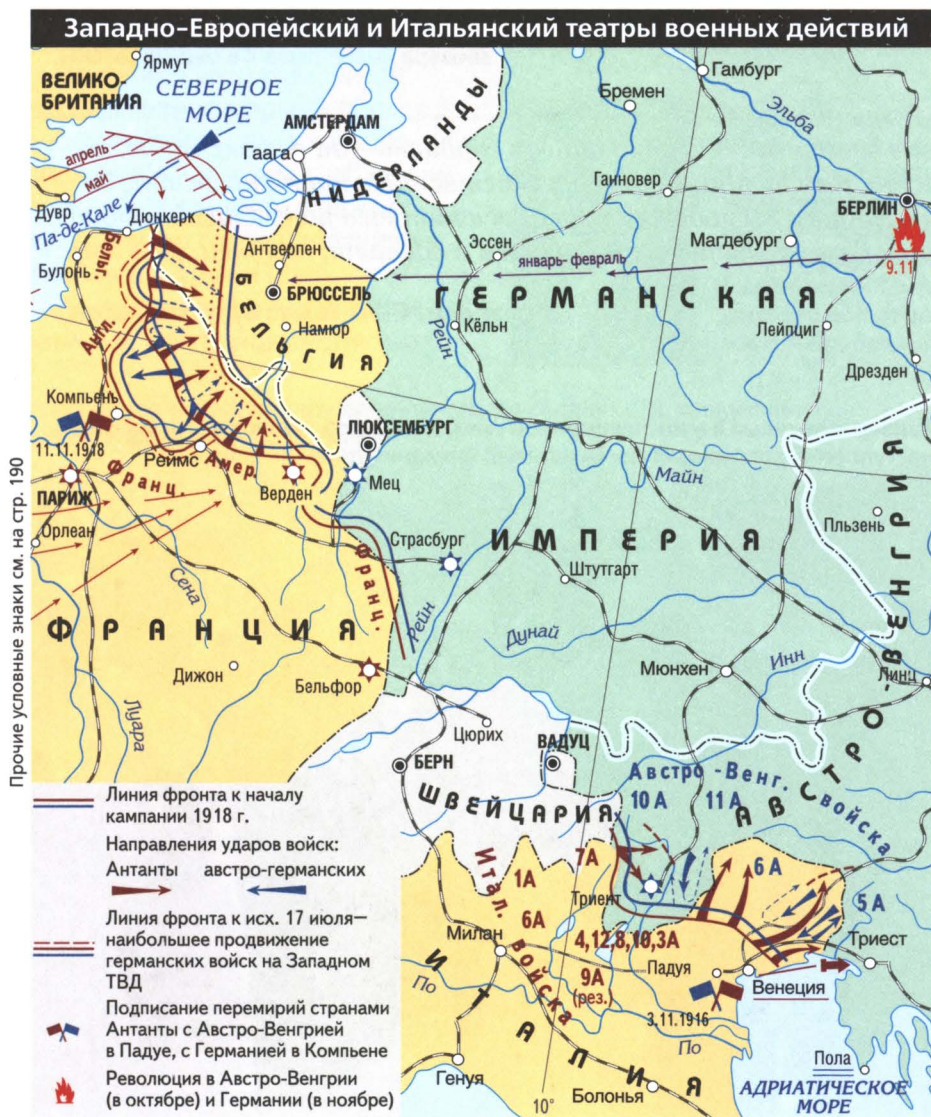 Западно-Европейский и Итальянский театры военных действий
Ярмут
ВЕЛИКО-
БРИТАНИЯ
СЕВЕРНОЕ
МОРЕ
Гамбург
Бремен
Эльба
АМСТЕРДАМ
Гаага
НИДЕРЛАНДЫ
апрель
май
Ганновер
БЕРЛИН
9.11
Дувр
Па-де-Кале
Дюнкерк
Булонь
Бельг.
Антверпен
Эссен
Магдебург
январь-февраль
БРЮССЕЛЬ
БЕЛЬГИЯ
ГЕРМАНСКАЯ
Намюр
Рейн
Кёльн
Лейпциг
Англ.
Дрезден
Компьень
11.11.1918
ЛЮКСЕМБУРГ
Реймс
Амер.
Франц.
Верден
Мец
Майн
ПАРИЖ
Орлеан
Пльзень
Страсбург
ИМПЕРИЯ
Франц.
Сена
Штутгарт
ФРАНЦИЯ
Рейн
Дунай
Мюнхен
Инн
Линц
Дижон
Бельфор
Луара
Цюрих
БЕРН
ВАДУЦ
ШВЕЙЦАРИЯ
АВСТРО-ВЕНГРИЯ
Австро-Венг. войска
10 А
11 А
7А
1А
6 А
5 А
Итал. войска
Триент
6А
4,12,8,10,3А
Милан
Падуя
Триест
9А
(рез.)
Венеция
3.11.1916
По
По
ИТАЛИЯ
Генуя
Болонья
Пола
АДРИАТИЧЕСКОЕ
МОРЕ
10°
Прочие условные знаки см. на стр. 190
Линия фронта к началу
кампании 1918 г.
Направления ударов войск:
Антанты австро-германских
Линия фронта к исх. 17 июля—
наибольшее продвижение
германских войск на Западном
ТВД
Подписание перемирий странами
Антанты с Австро-Венгрией
в Падуе, с Германией в Компьене
Революция в Австро-Венгрии
(в октябре) и Германии (в ноябре)